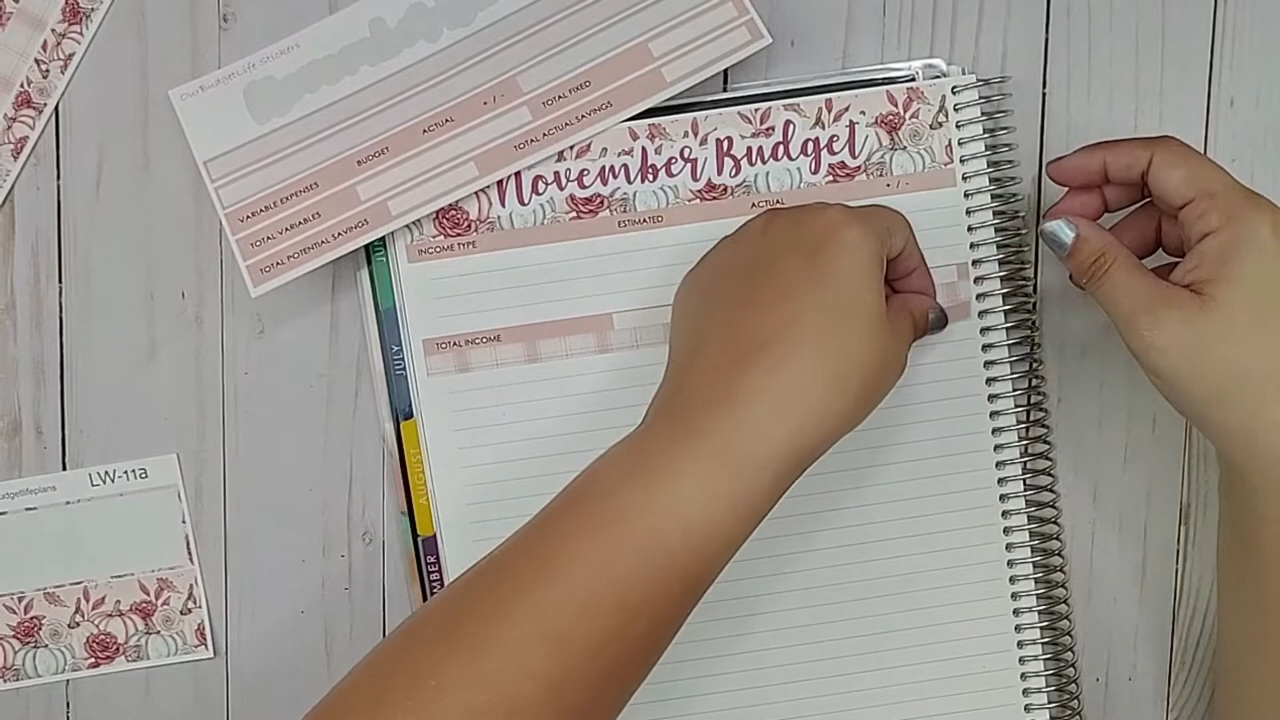 OurBudgetLife Stickers
VARIABLE EXPENSES BUDGET ACTUAL + / -
TOTAL VARIABLES TOTAL FIXED
TOTAL POTENTIAL SAVINGS TOTAL ACTUAL SAVINGS
November Budget
INCOME TYPE ESTIMATED ACTUAL + / -
TOTAL INCOME
JULY
AUGUST
LW-11a